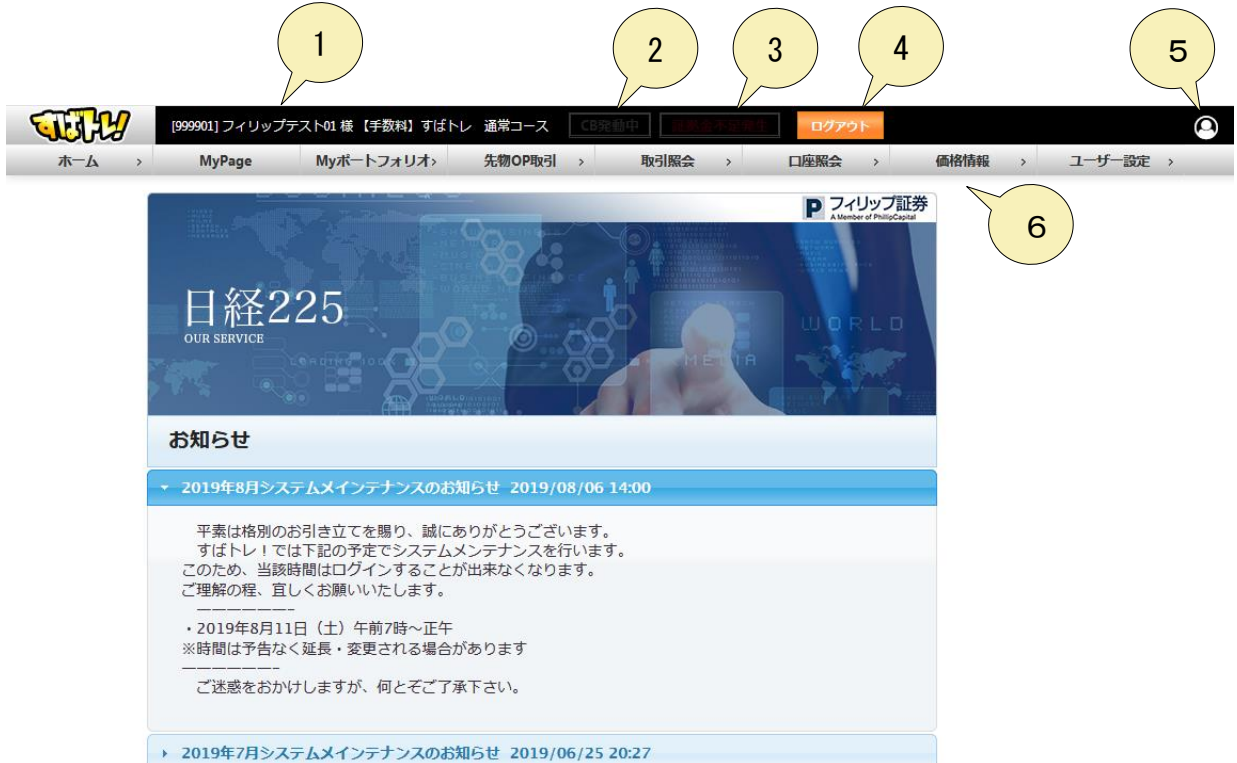 1
2
3
4
5
すばトレ!
[999901] フィリップテスト01 様 【手数料】すばトレ 通常コース
CB発動中
証拠金不足発生
ログアウト
ホーム >
MyPage
Myポートフォリオ>
先物OP取引 >
取引照会 >
口座照会 >
価格情報 >
ユーザー設定 >
6
P フィリップ証券
A Member of PhillipCapital
日経225
OUR SERVICE
WORLD
LOADING 100%
MEDIA
お知らせ
2019年8月システムメインテナンスのお知らせ 2019/08/06 14:00
平素は格別のお引き立てを賜り、誠にありがとうございます。
すばトレ！では下記の予定でシステムメンテナンスを行います。
このため、当該時間はログインすることが出来なくなります。
ご理解の程、宜しくお願いいたします。
——————–
・2019年8月11日（土）午前7時～正午
※時間は予告なく延長・変更される場合があります
——————–
ご迷惑をおかけしますが、何とぞご了承下さい。
2019年7月システムメインテナンスのお知らせ 2019/06/25 20:27